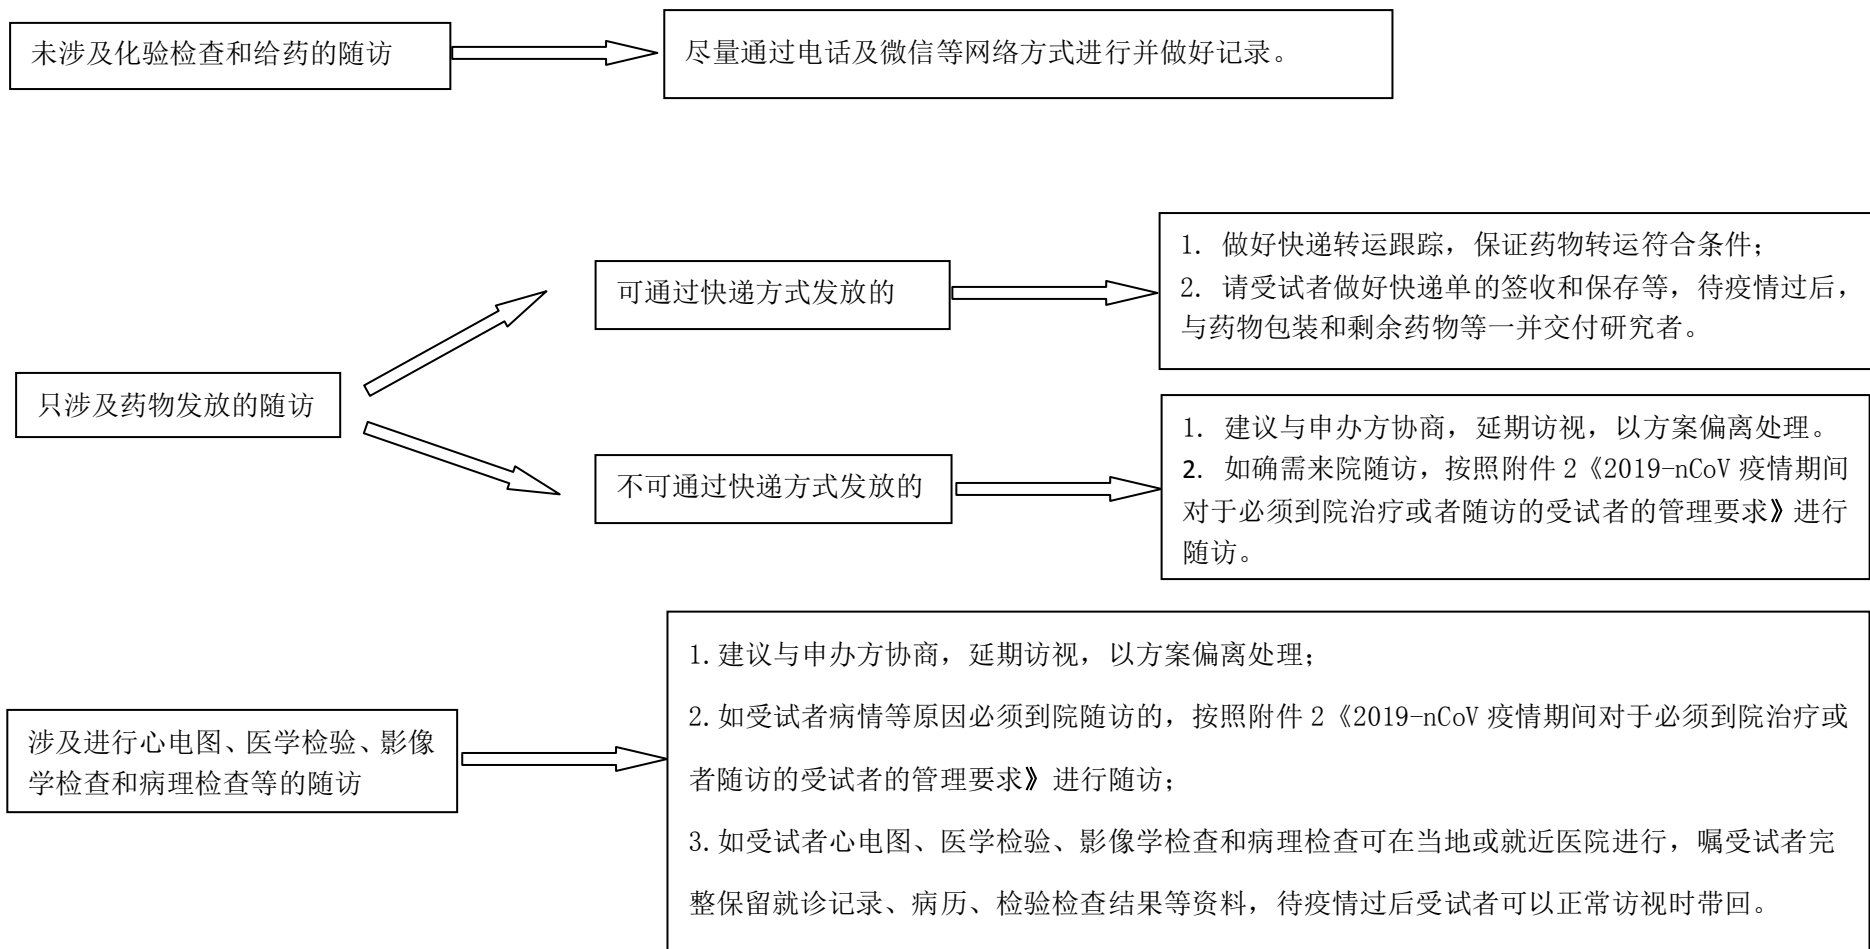 未涉及化验检查和给药的随访
尽量通过电话及微信等网络方式进行并做好记录。
只涉及药物发放的随访
可通过快递方式发放的
1. 做好快递转运跟踪，保证药物转运符合条件；
2. 请受试者做好快递单的签收和保存等，待疫情过后，
与药物包装和剩余药物等一并交付研究者。
不可通过快递方式发放的
1. 建议与申办方协商，延期访视，以方案偏离处理。
2. 如确需来院随访，按照附件 2《2019-nCoV 疫情期间
对于必须到院治疗或者随访的受试者的管理要求》进行
随访。
涉及进行心电图、医学检验、影像
学检查和病理检查等的随访
1.建议与申办方协商，延期访视，以方案偏离处理；
2.如受试者病情等原因必须到院随访的，按照附件 2《2019-nCoV 疫情期间对于必须到院治疗或
者随访的受试者的管理要求》进行随访；
3.如受试者心电图、医学检验、影像学检查和病理检查可在当地或就近医院进行，嘱受试者完
整保留就诊记录、病历、检验检查结果等资料，待疫情过后受试者可以正常访视时带回。